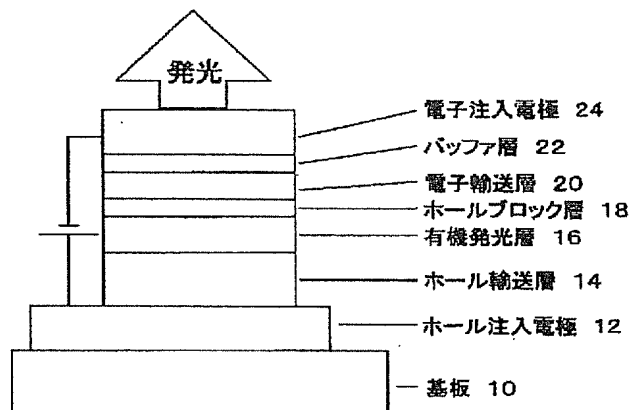 発光
電子注入電極 24
バッファ層 22
電子輸送層 20
ホールブロック層 18
有機発光層 16
ホール輸送層 14
ホール注入電極 12
基板 10